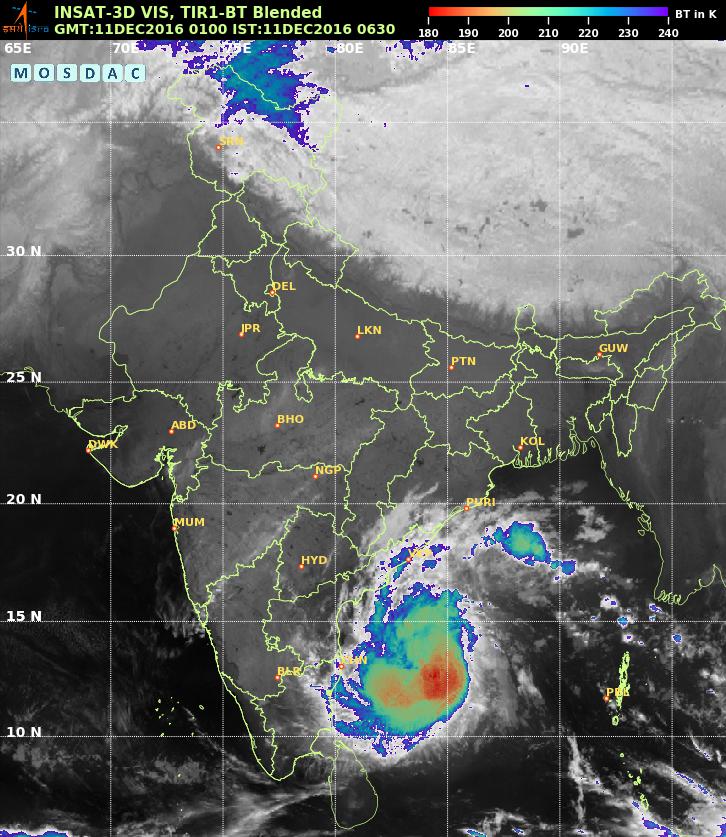 INSAT-3D VIS, TIR1-BT Blended
GMT:11DEC2016 0100 IST:11DEC2016 0630
BT in K
180 190 200 210 220 230 240
65E 70E 75E 80E 85E 90E
M O S D A C
SRN
30 N
DEL
JPR
LKN
GUW
PTN
25 N
ABD
BHO
DWK
KOL
NGP
20 N
PURI
MUM
HYD
15 N
BLR
10 N